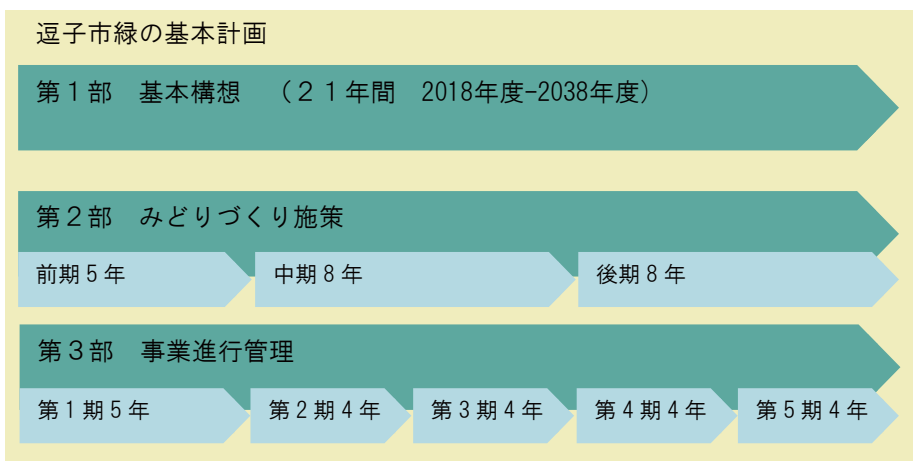 逗子市緑の基本計画
第１部　基本構想　（２１年間　2018年度-2038年度）
第２部　みどりづくり施策
前期５年
中期８年
後期８年
第３部　事業進行管理
第１期５年
第２期４年
第３期４年
第４期４年
第５期４年